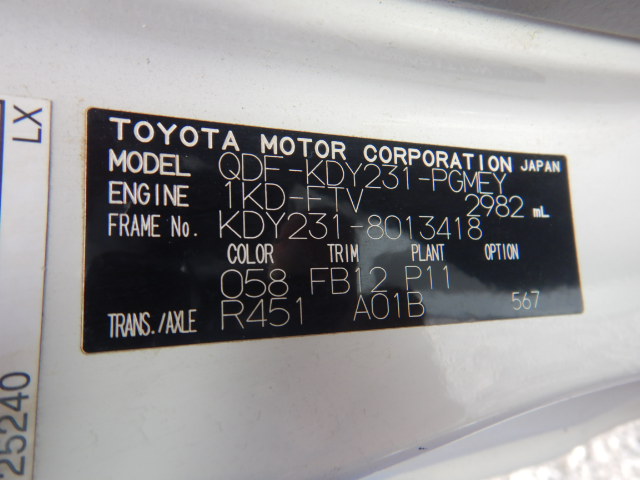 TOYOTA MOTOR CORPORATION JAPAN
MODEL QDF-KDY231-PGMEY
ENGINE 1KD-FTV 2982 mL
FRAME No. KDY231-8013418
COLOR TRIM PLANT OPTION
058 FB12 P11
TRANS./AXLE R451 A01B 567
LX
25240